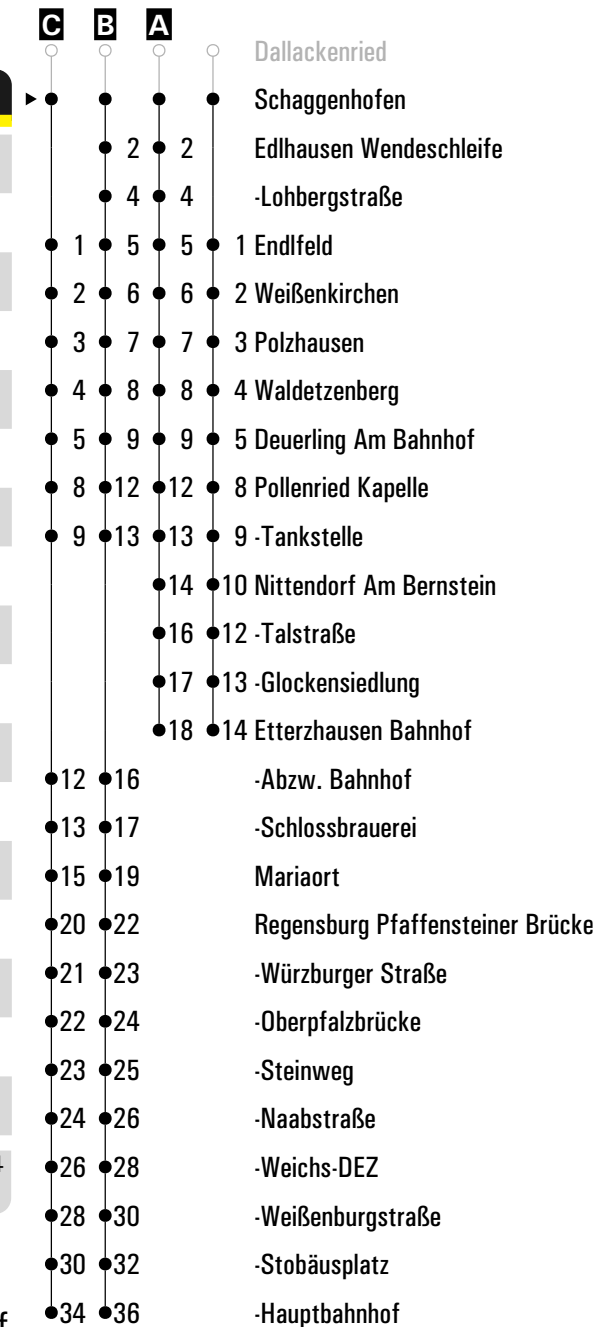 C B A
Dallackenried
Schaggenhofen
2 2 Edlhausen Wendeschleife
4 4 -Lohbergstraße
1 5 5 1 Endlfeld
2 6 6 2 Weißenkirchen
3 7 7 3 Polzhausen
4 8 8 4 Waldetzenberg
5 9 9 5 Deuerling Am Bahnhof
8 12 12 8 Pollenried Kapelle
9 13 13 9 -Tankstelle
14 10 Nittendorf Am Bernstein
16 12 -Talstraße
17 13 -Glockensiedlung
18 14 Etterzhausen Bahnhof
12 16 -Abzw. Bahnhof
13 17 -Schlossbrauerei
15 19 Mariaort
20 22 Regensburg Pfaffensteiner Brücke
21 23 -Würzburger Straße
22 24 -Oberpfalzbrücke
23 25 -Steinweg
24 26 -Naabstraße
26 28 -Weichs-DEZ
28 30 -Weißenburgstraße
30 32 -Stobäusplatz
34 36 -Hauptbahnhof